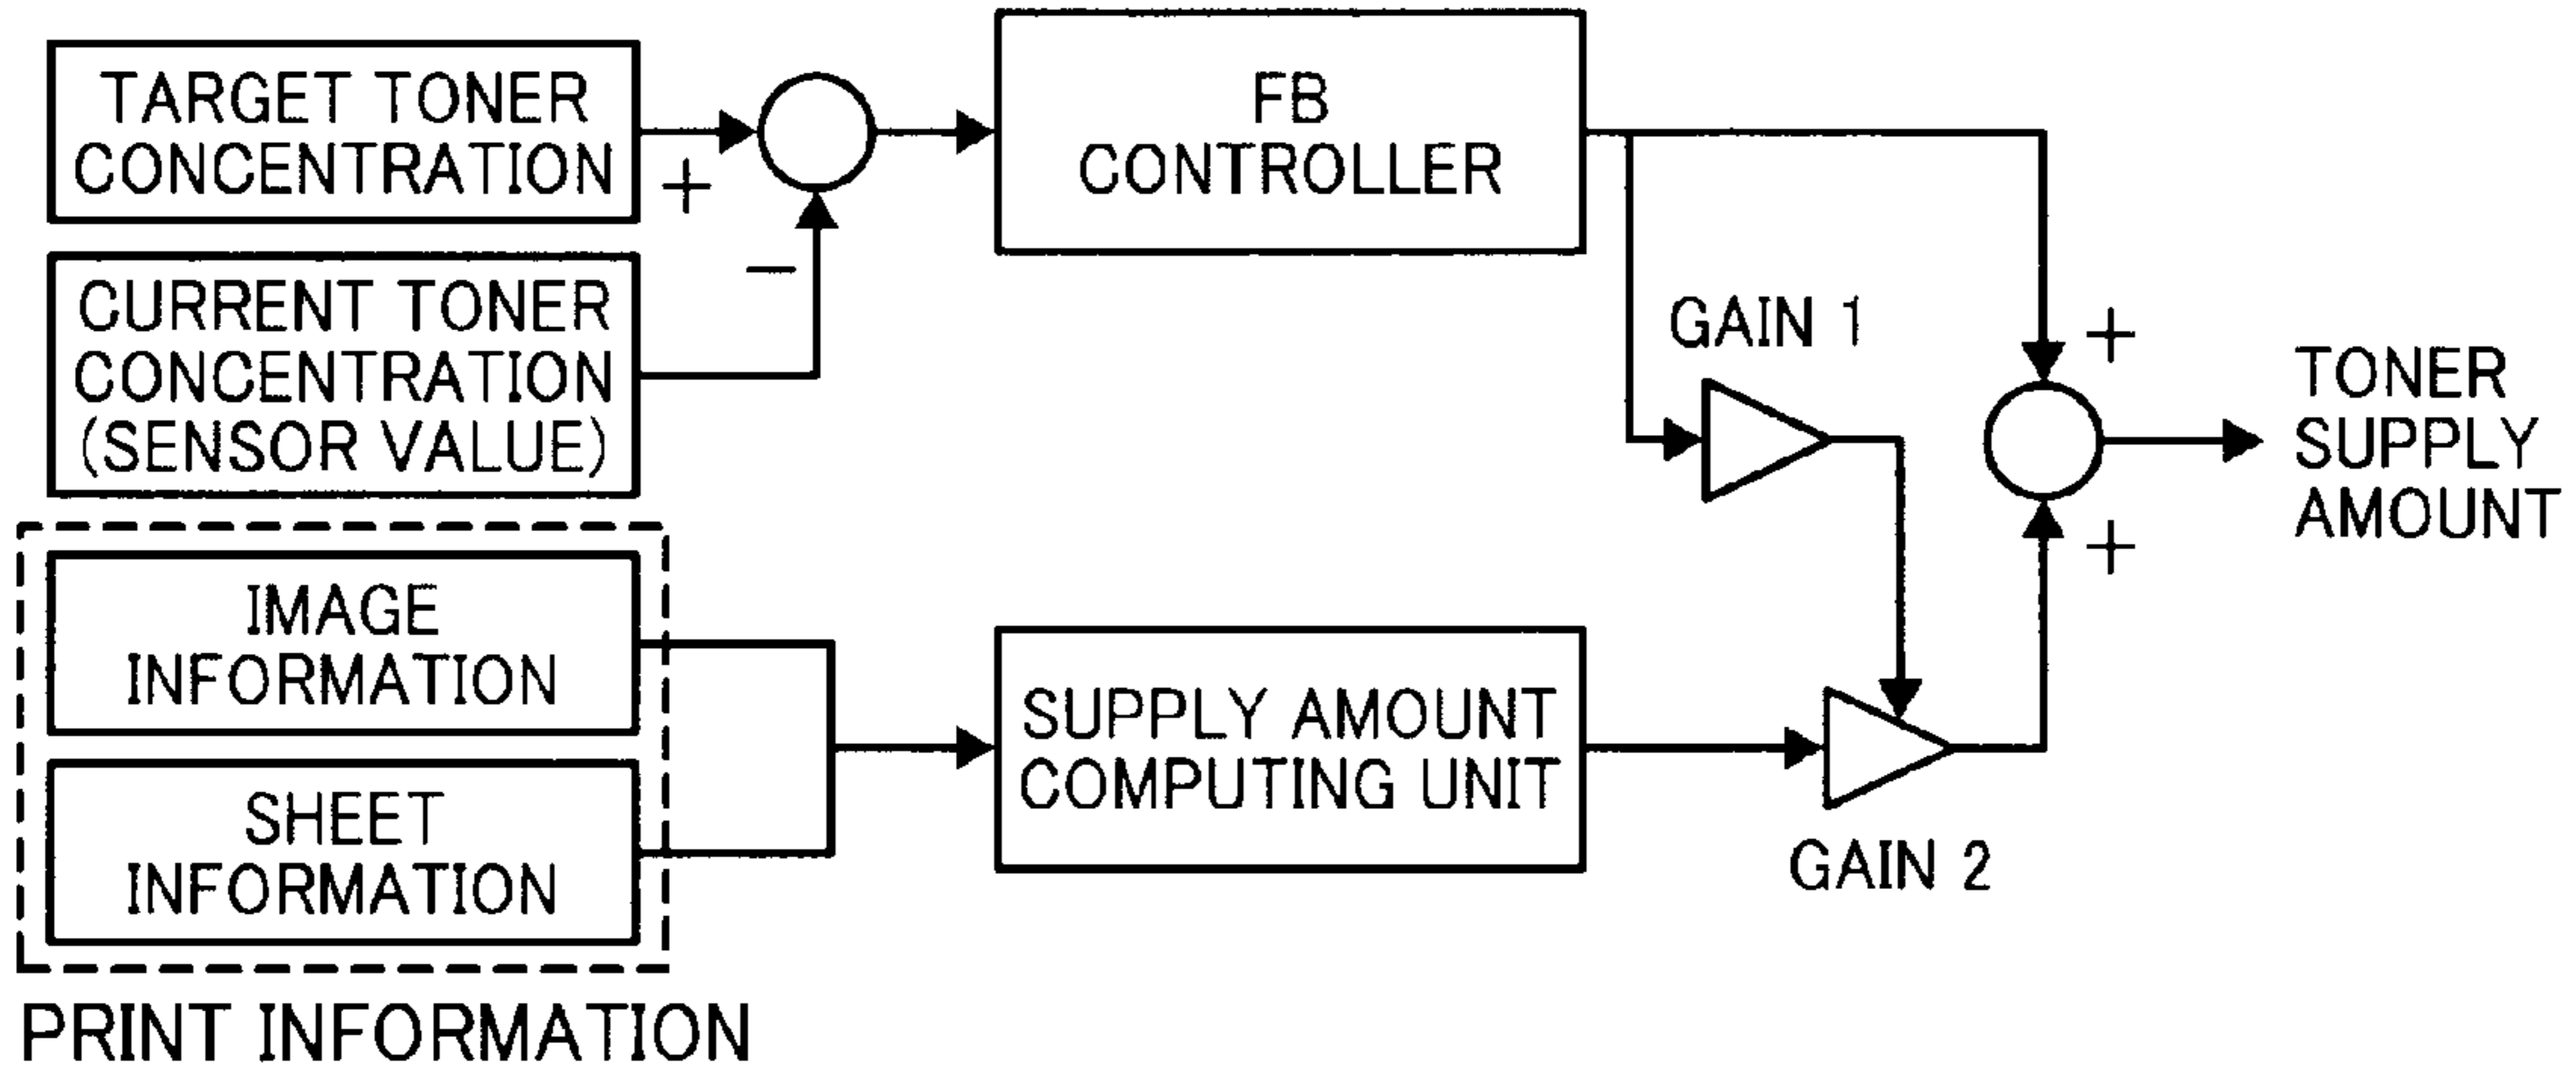 TARGET TONER
CONCENTRATION
+
FB
CONTROLLER
CURRENT TONER
CONCENTRATION
(SENSOR VALUE)
−
GAIN 1
+
TONER
SUPPLY
AMOUNT
+
IMAGE
INFORMATION
SHEET
INFORMATION
SUPPLY AMOUNT
COMPUTING UNIT
GAIN 2
PRINT INFORMATION